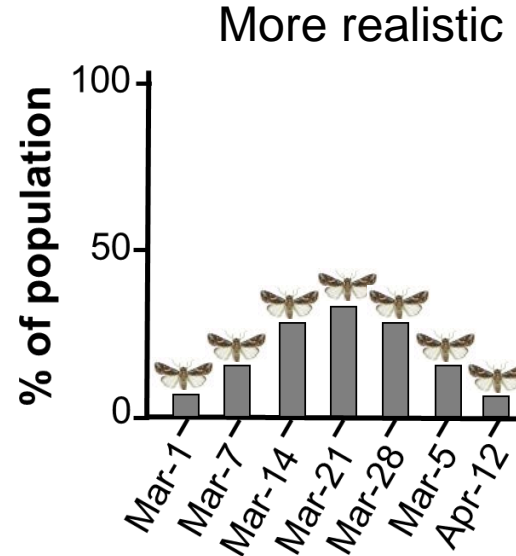 More realistic
% of population
100
50
0
Mar-1
Mar-7
Mar-14
Mar-21
Mar-28
Mar-5
Apr-12